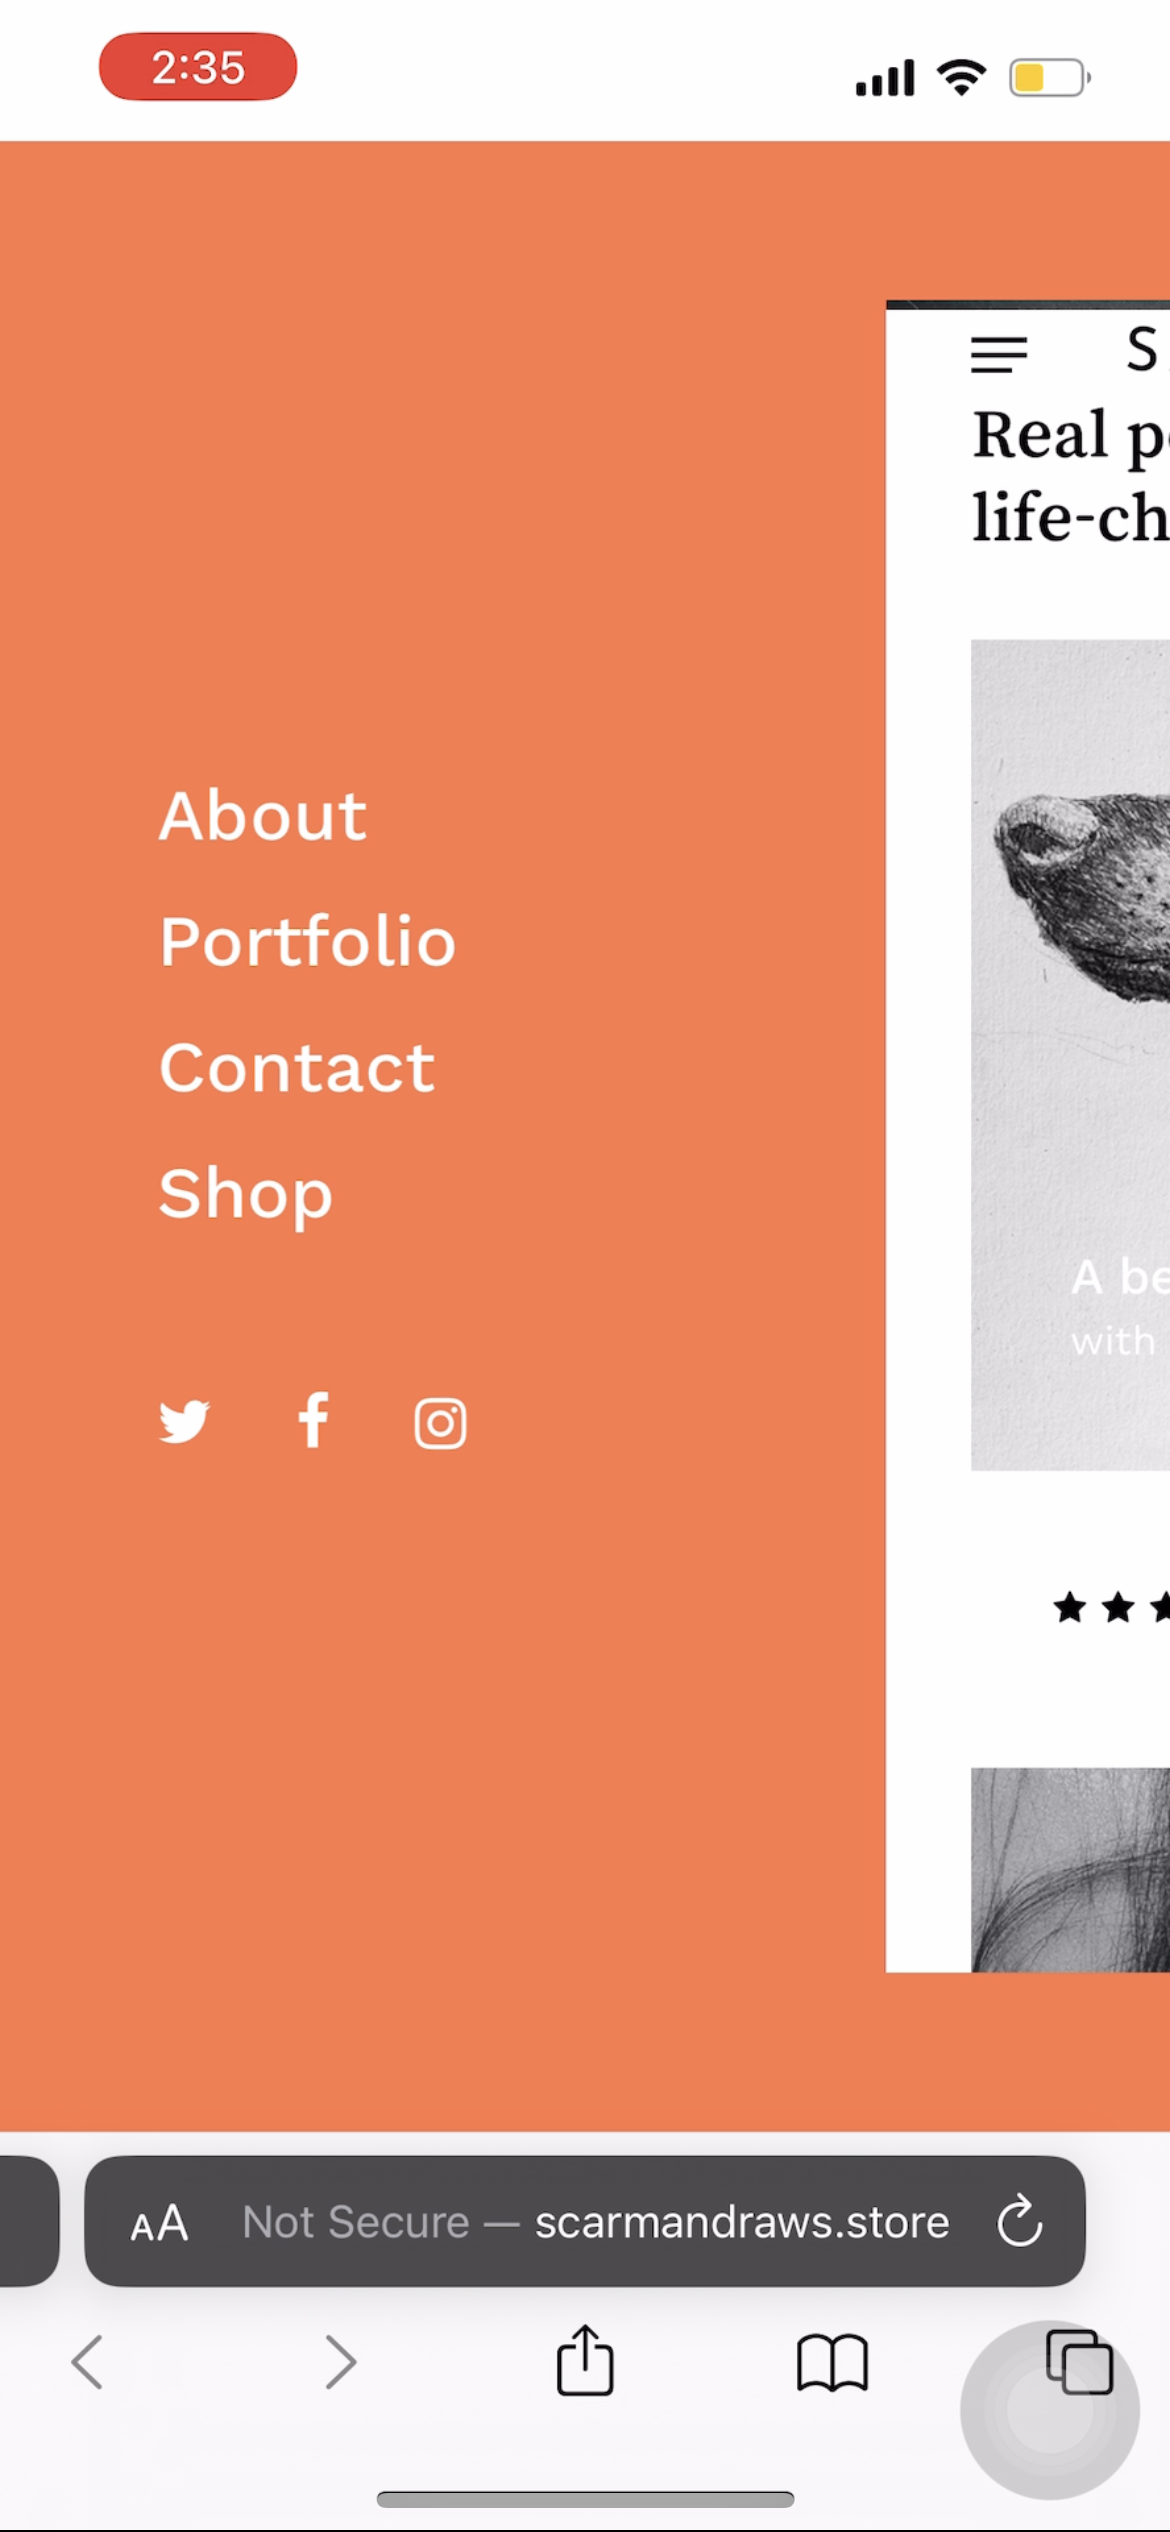 2:35
S
Real
life-ch
About
Portfolio
Contact
Shop
A be
with
AA Not Secure — scarmandraws.store